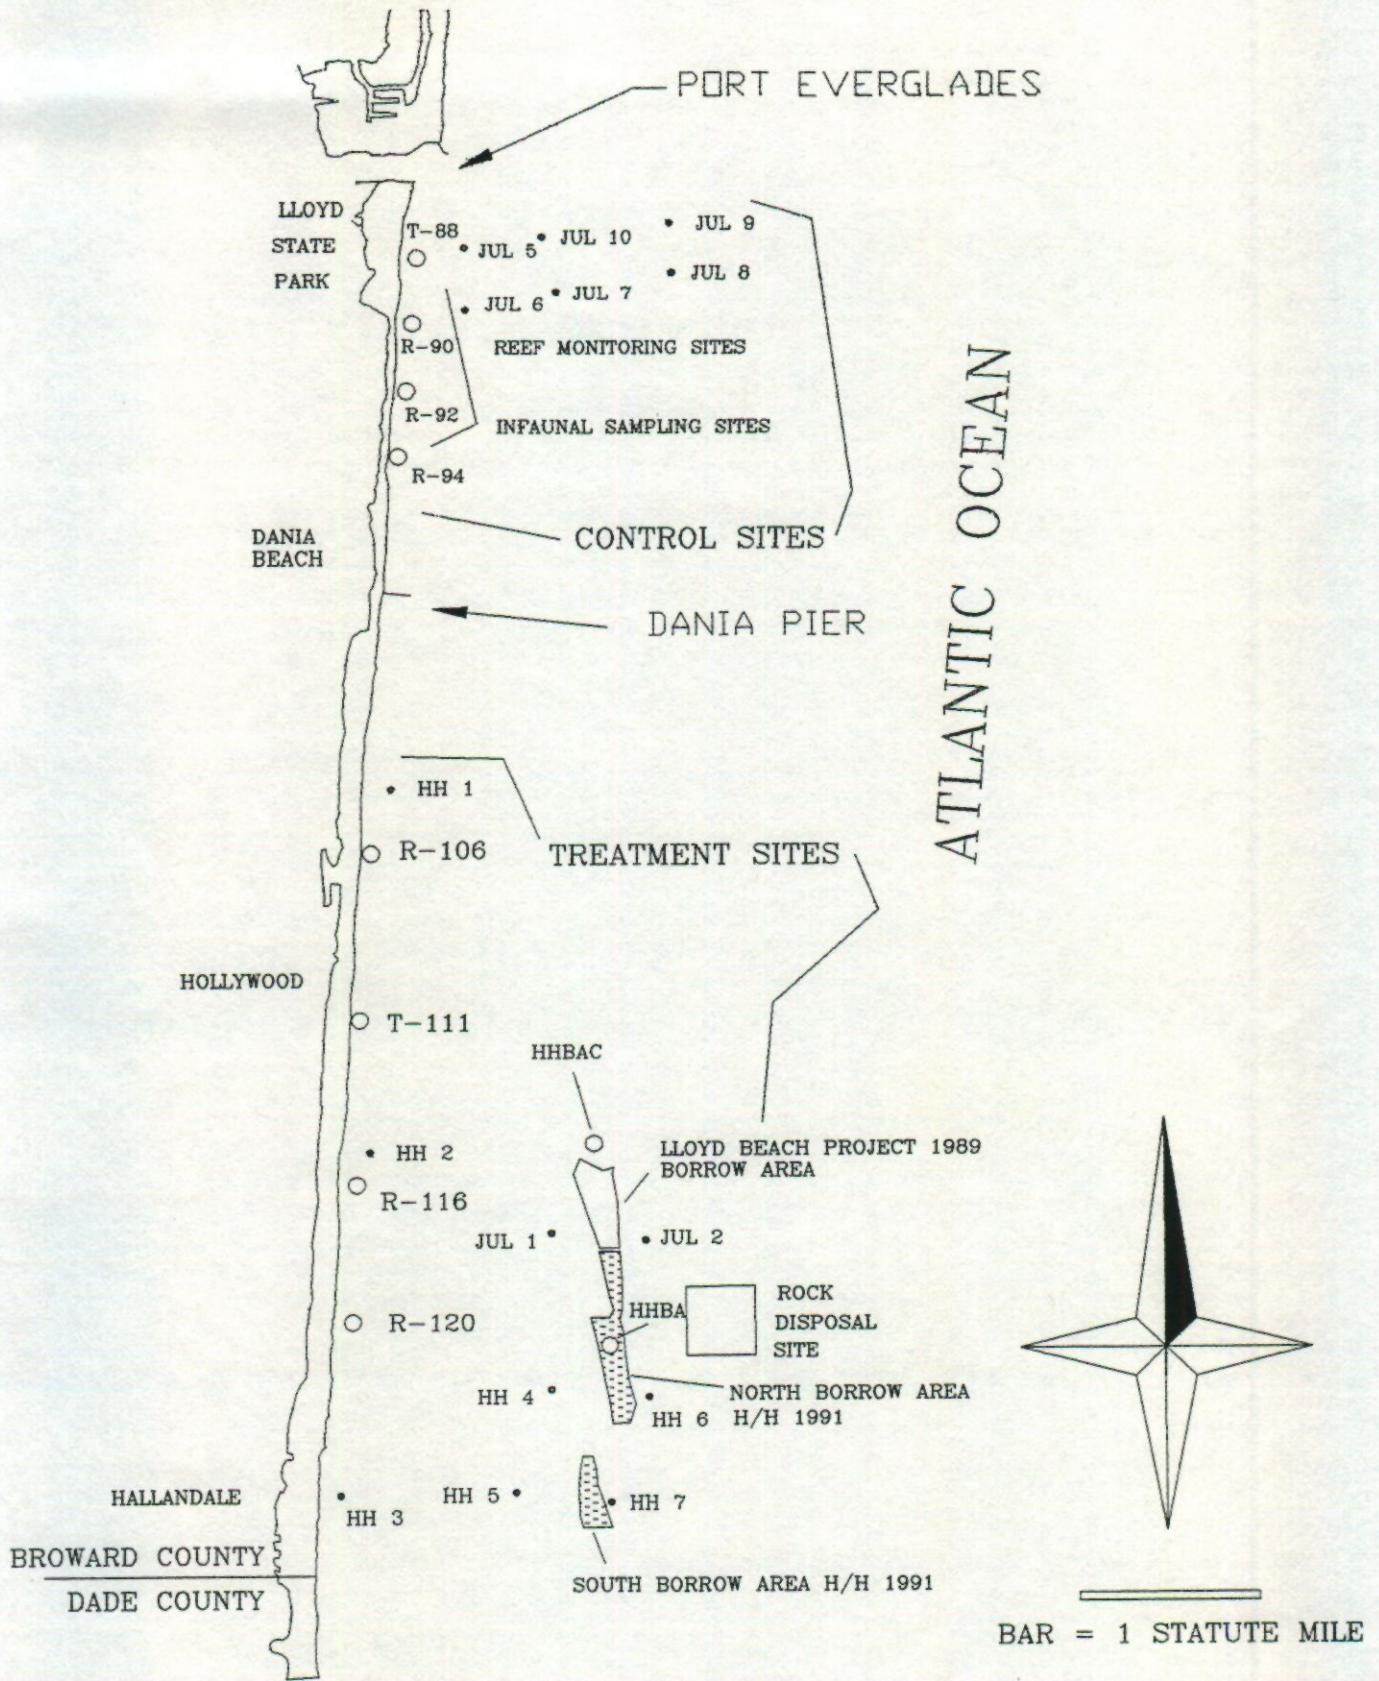 PORT EVERGLADES
LLOYD
STATE
PARK
T-88
JUL 5
JUL 10
JUL 9
JUL 8
JUL 7
JUL 6
R-90
REEF MONITORING SITES
R-92
INFAUNAL SAMPLING SITES
R-94
DANIA
BEACH
CONTROL SITES
DANIA PIER
ATLANTIC OCEAN
HH 1
R-106
TREATMENT SITES
HOLLYWOOD
T-111
HHBAC
HH 2
LLOYD BEACH PROJECT 1989
BORROW AREA
R-116
JUL 1
JUL 2
HHBA
ROCK
DISPOSAL
SITE
R-120
HH 4
NORTH BORROW AREA
HH 6 H/H 1991
HALLANDALE
HH 3
HH 5
HH 7
BROWARD COUNTY
DADE COUNTY
SOUTH BORROW AREA H/H 1991
BAR = 1 STATUTE MILE